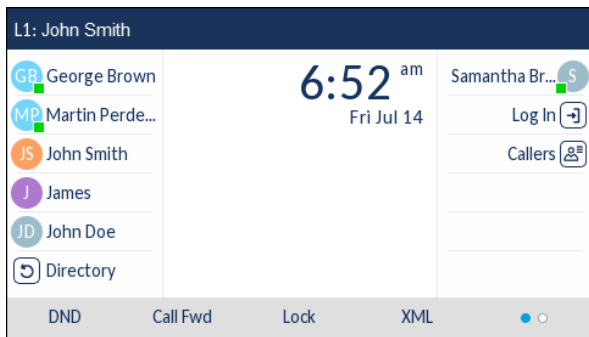 L1: John Smith
GB George Brown
MP Martin Perde...
JS John Smith
J James
JD John Doe
Directory
6:52 am
Fri Jul 14
Samantha Br... S
Log In
Callers
DND Call Fwd Lock XML